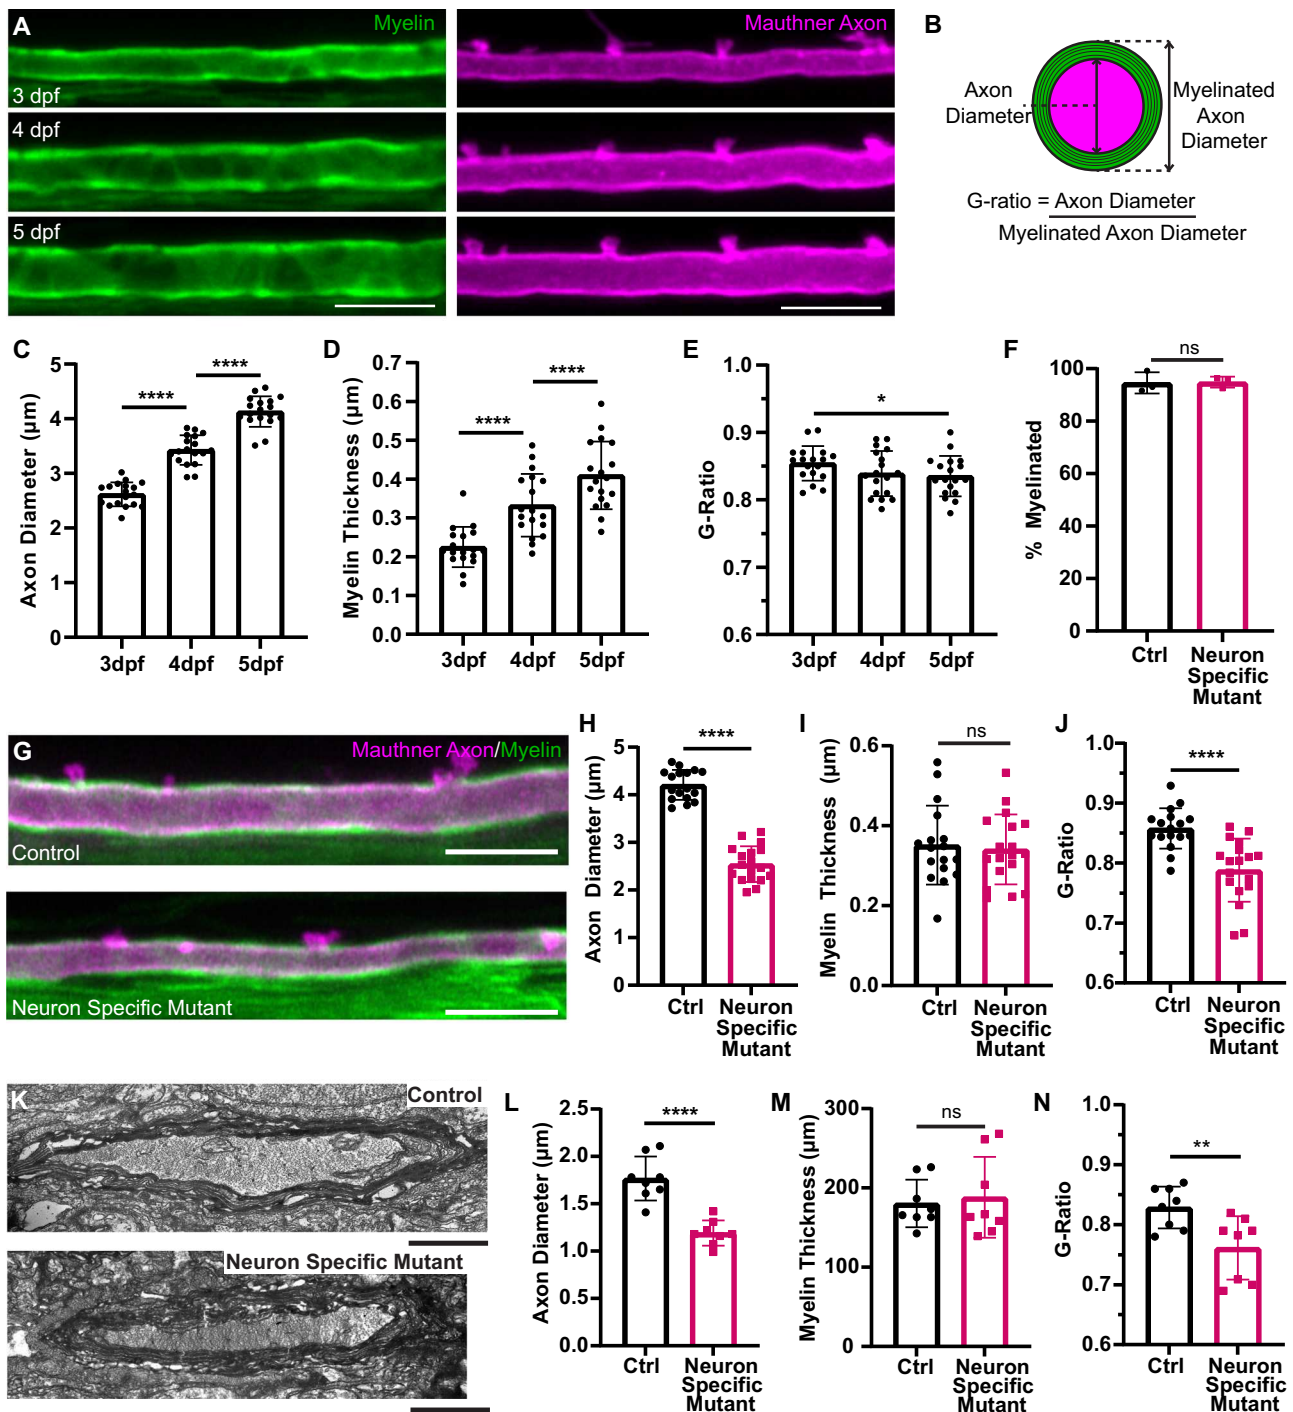 A
Myelin
Mauthner Axon
3 dpf
4 dpf
5 dpf
B
Axon
Diameter
Myelinated
Axon
Diameter
G-ratio = Axon Diameter
Myelinated Axon Diameter
C
Axon Diameter (µm)
5
4
3
2
1
0
****
****
3dpf
4dpf
5dpf
D
Myelin Thickness (µm)
0.7
0.6
0.5
0.4
0.3
0.2
0.1
0.0
****
****
3dpf
4dpf
5dpf
E
G-Ratio
1.0
0.9
0.8
0.7
0.6
*
3dpf
4dpf
5dpf
F
% Myelinated
100
80
60
40
20
0
ns
Ctrl
Neuron
Specific
Mutant
G
Mauthner Axon/Myelin
Control
Neuron Specific Mutant
H
Axon Diameter (µm)
5
4
3
2
1
0
****
Ctrl
Neuron
Specific
Mutant
I
Myelin Thickness (µm)
0.6
0.4
0.2
0.0
ns
Ctrl
Neuron
Specific
Mutant
J
G-Ratio
1.0
0.9
0.8
0.7
0.6
****
Ctrl
Neuron
Specific
Mutant
K
Control
Neuron Specific Mutant
L
Axon Diameter (µm)
2.5
2.0
1.5
1.0
0.5
0.0
****
Ctrl
Neuron
Specific
Mutant
M
Myelin Thickness (µm)
300
200
100
0
ns
Ctrl
Neuron
Specific
Mutant
N
G-Ratio
1.0
0.9
0.8
0.7
0.6
**
Ctrl
Neuron
Specific
Mutant